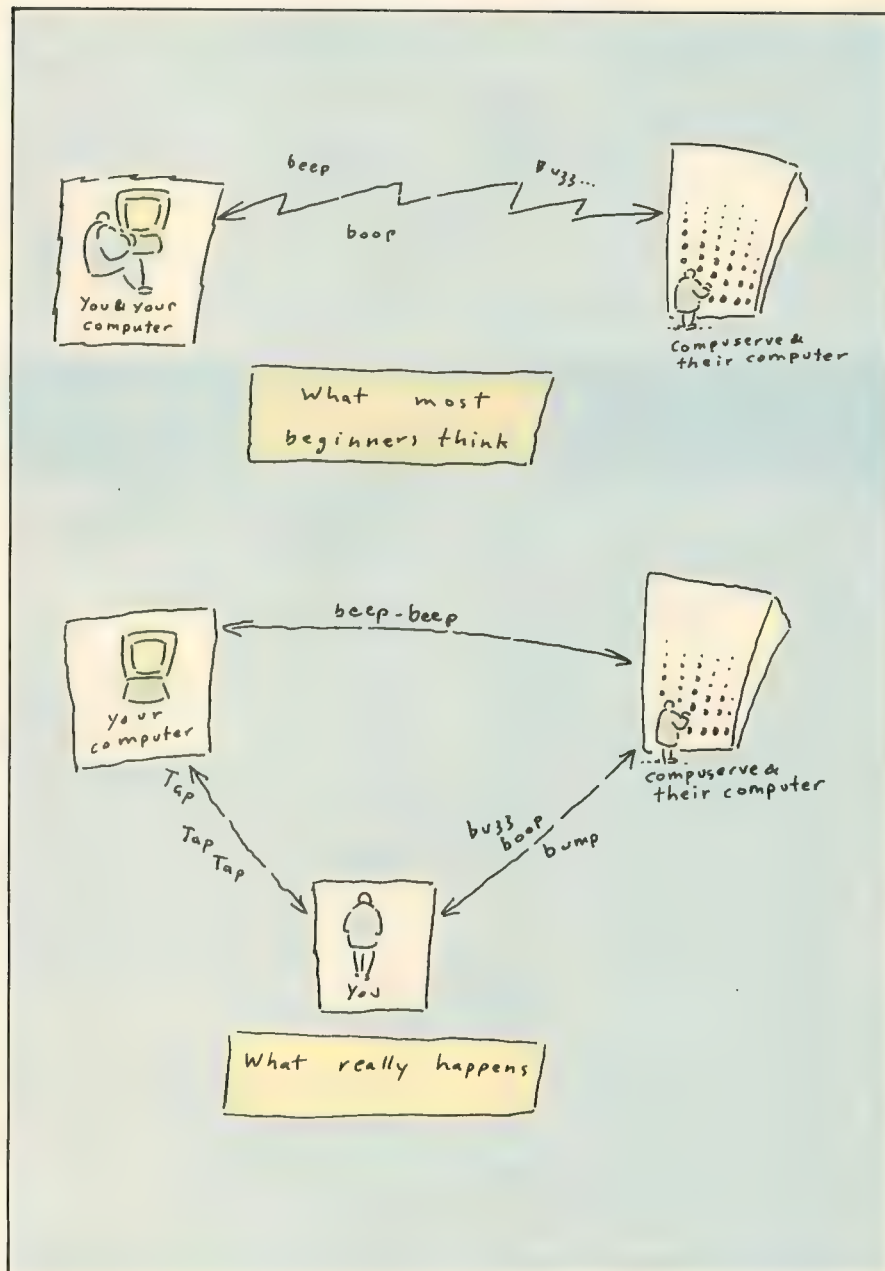 beep
Buzz...
boop
You & Your
computer
compuserve &
their computer
What most
beginners think
beep-beep
your
computer
compuserve &
their computer
Tap
Tap
Tap
buzz
boop
bump
You
What really happens